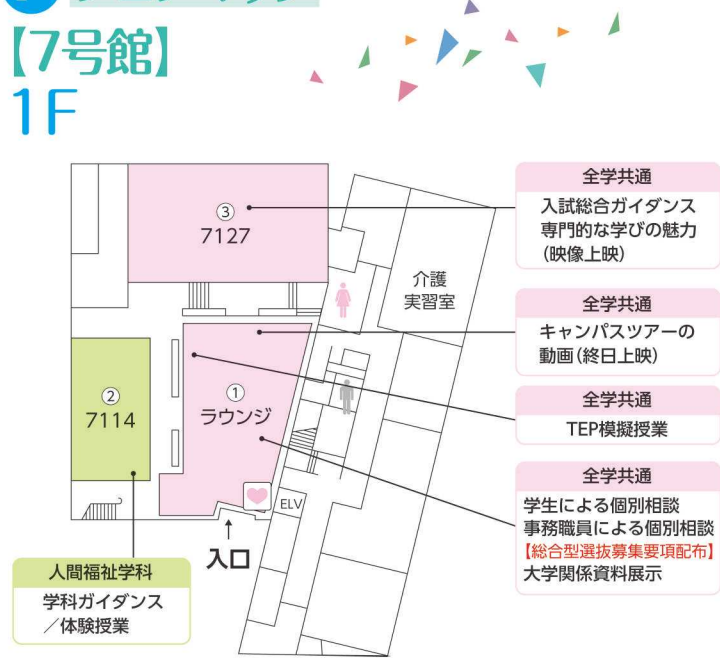 【7号館】
1F
③
7127
②
7114
①
ラウンジ
介護
実習室
ELV
入口
全学共通
入試総合ガイダンス
専門的な学びの魅力
(映像上映)
全学共通
キャンパスツアーの
動画(終日上映)
全学共通
TEP模擬授業
全学共通
学生による個別相談
事務職員による個別相談
【総合型選抜募集要項配布】
大学関係資料展示
人間福祉学科
学科ガイダンス
／体験授業